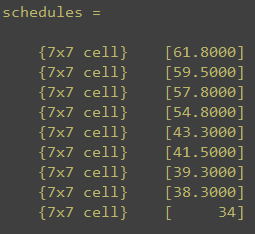 schedules =
{7x7 cell} [61.8000]
{7x7 cell} [59.5000]
{7x7 cell} [57.8000]
{7x7 cell} [54.8000]
{7x7 cell} [43.3000]
{7x7 cell} [41.5000]
{7x7 cell} [39.3000]
{7x7 cell} [38.3000]
{7x7 cell} [ 34]